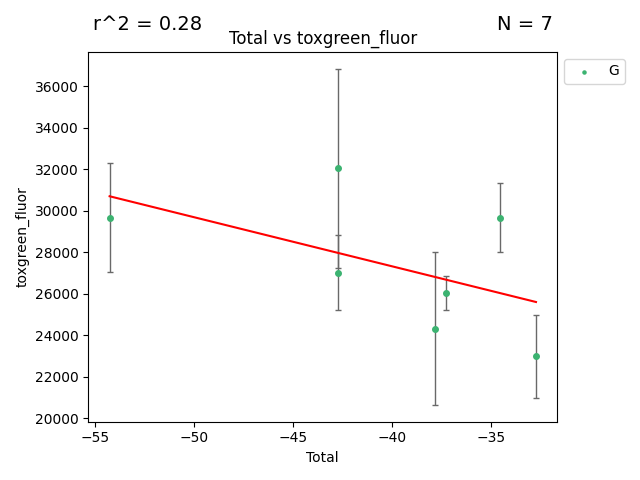 r^2 = 0.28
N = 7
Total vs toxgreen_fluor
G
36000
34000
32000
30000
28000
26000
24000
22000
20000
toxgreen_fluor
−55
−50
−45
−40
−35
Total